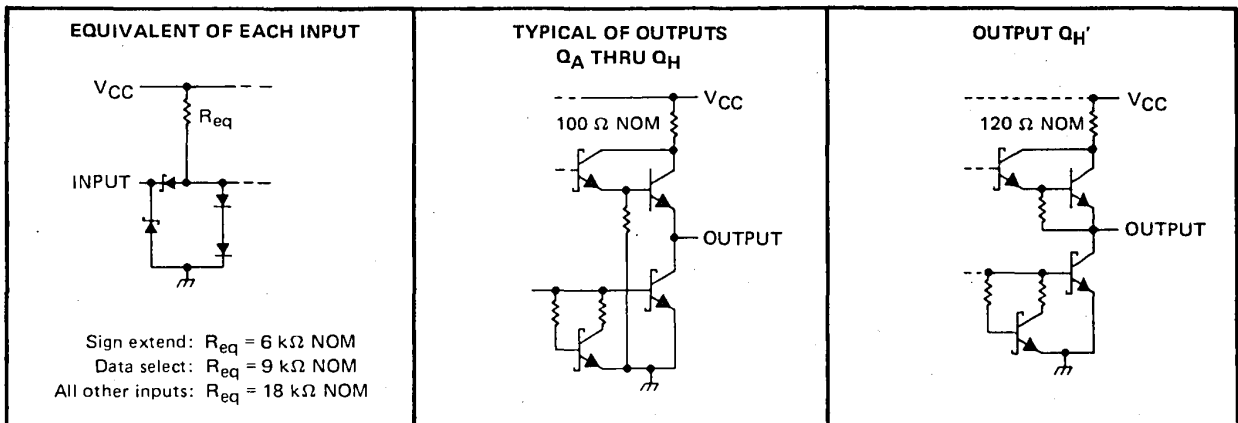 EQUIVALENT OF EACH INPUT
VCC
Req
INPUT
Sign extend: Req = 6 kΩ NOM
Data select: Req = 9 kΩ NOM
All other inputs: Req = 18 kΩ NOM
TYPICAL OF OUTPUTS
QA THRU QH
VCC
100 Ω NOM
OUTPUT
OUTPUT QH'
VCC
120 Ω NOM
OUTPUT